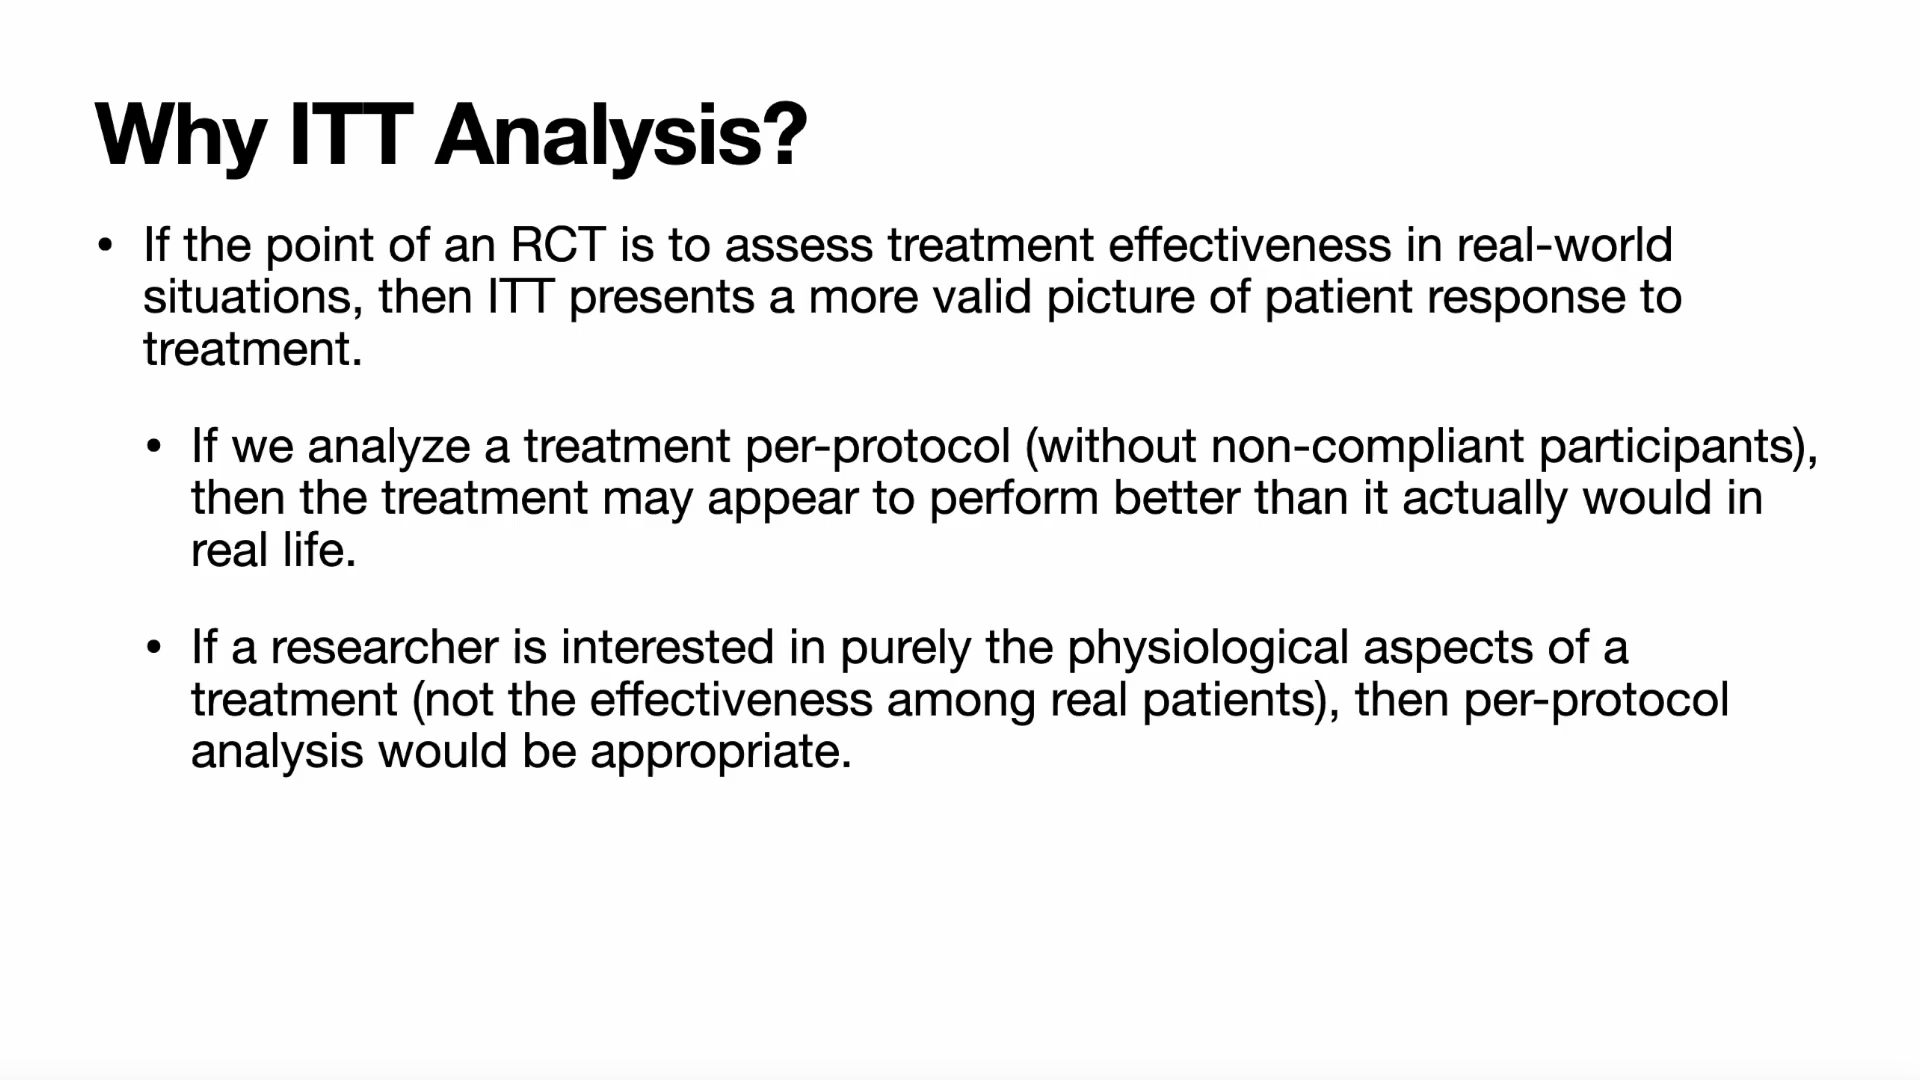 Why ITT Analysis?
• If the point of an RCT is to assess treatment effectiveness in real-world
situations, then ITT presents a more valid picture of patient response to
treatment.
• If we analyze a treatment per-protocol (without non-compliant participants),
then the treatment may appear to perform better than it actually would in
real life.
• If a researcher is interested in purely the physiological aspects of a
treatment (not the effectiveness among real patients), then per-protocol
analysis would be appropriate.